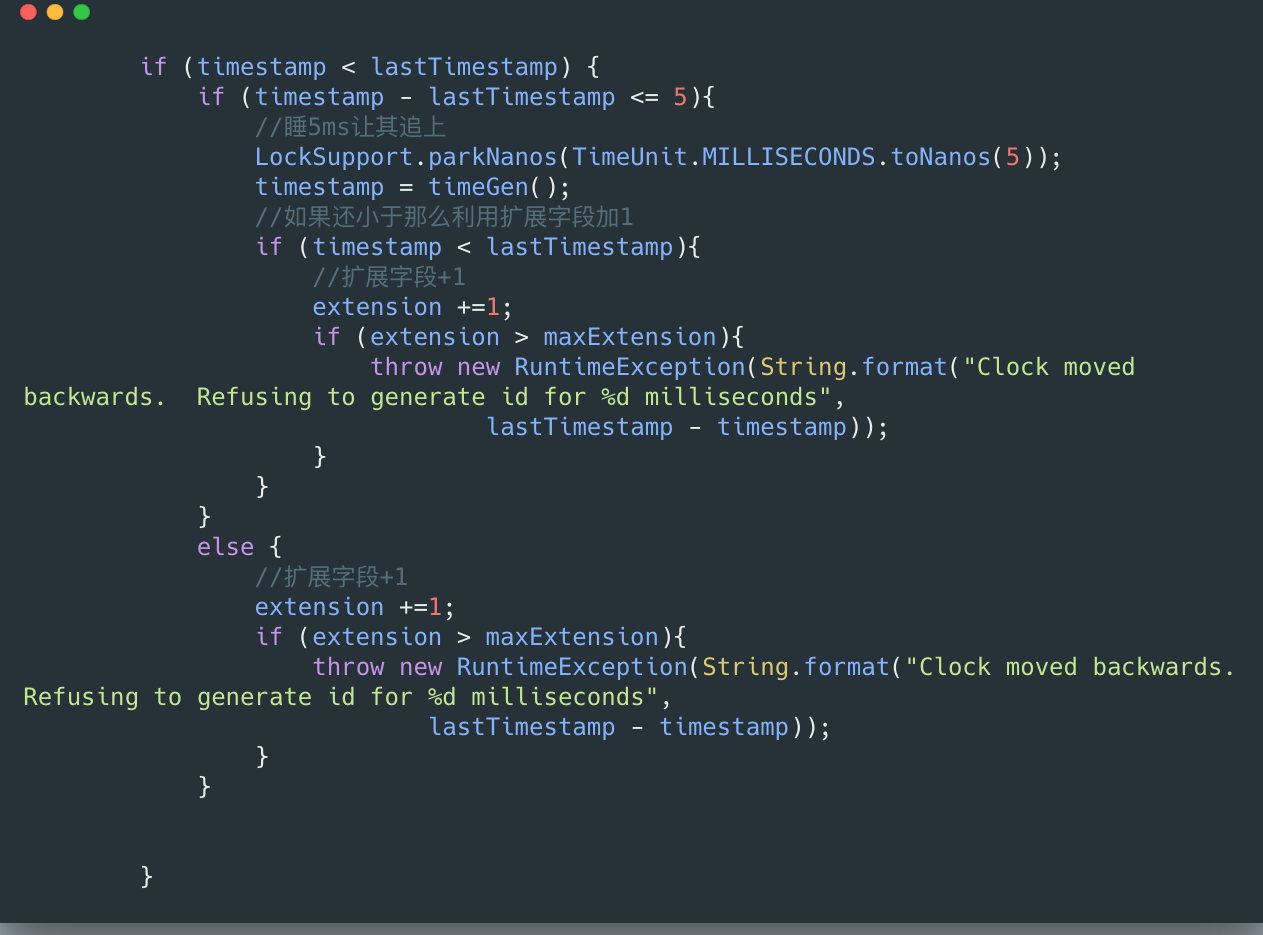 if (timestamp < lastTimestamp) {
if (timestamp - lastTimestamp <= 5){
//睡5ms让其追上
LockSupport.parkNanos(TimeUnit.MILLISECONDS.toNanos(5));
timestamp = timeGen();
//如果还小于那么利用扩展字段加1
if (timestamp < lastTimestamp){
//扩展字段+1
extension +=1;
if (extension > maxExtension){
throw new RuntimeException(String.format("Clock moved
backwards.  Refusing to generate id for %d milliseconds",
lastTimestamp - timestamp));
}
}
}
else {
//扩展字段+1
extension +=1;
if (extension > maxExtension){
throw new RuntimeException(String.format("Clock moved backwards.
Refusing to generate id for %d milliseconds",
lastTimestamp - timestamp));
}
}
}